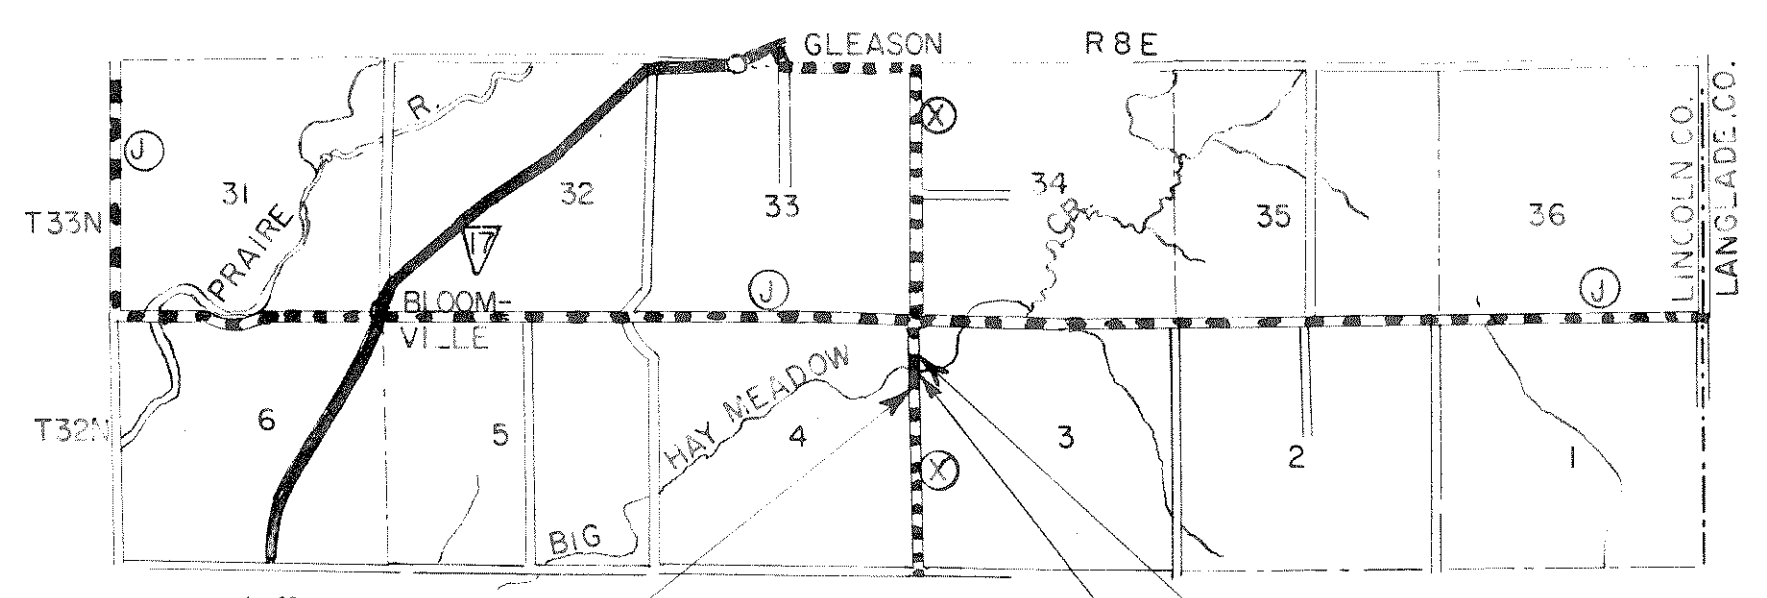 GLEASON
R 8 E
R.
X
J
LINCOLN CO.
LANGLADE.CO.
31
32
33
34
35
36
T33N
PRAIRE
17
CR.
J
J
BLOOM-
VILLE
T32N
6
5
HAY MEADOW
4
3
2
1
X
BIG